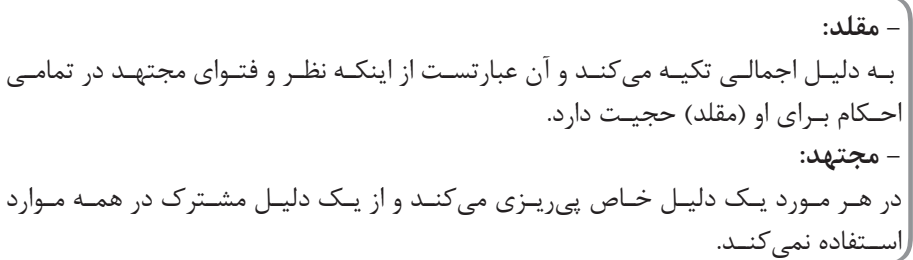 – مقلد:
به دلیل اجمالی تکیه می‌کند و آن عبارتست از اینکه نظر و فتوای مجتهد در تمامی
احکام برای او (مقلد) حجیت دارد.
– مجتهد:
در هر مورد یک دلیل خاص پی‌ریزی می‌کند و از یک دلیل مشترک در همه موارد
استفاده نمی‌کند.